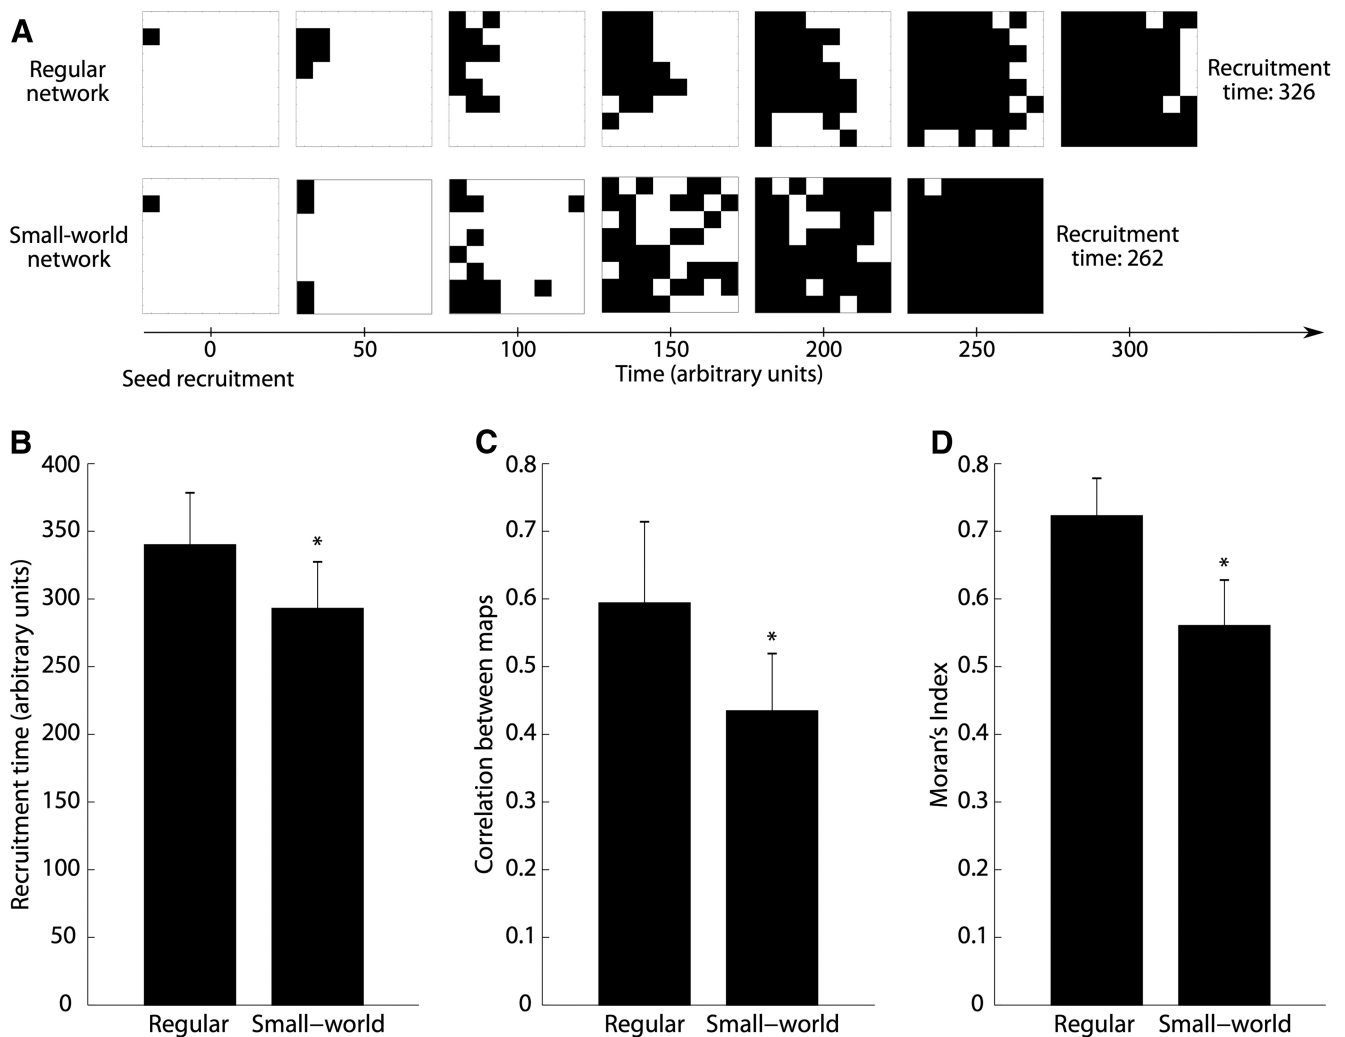 A
Regular
network
Recruitment
time: 326
Small-world
network
Recruitment
time: 262
0
50
100
150
200
250
300
Seed recruitment
Time (arbitrary units)
B
Recruitment time (arbitrary units)
400
350
300
250
200
150
100
50
0
*
Regular
Small–world
C
Correlation between maps
0.8
0.7
0.6
0.5
0.4
0.3
0.2
0.1
0
*
Regular
Small–world
D
Moran's Index
0.8
0.7
0.6
0.5
0.4
0.3
0.2
0.1
0
*
Regular
Small–world